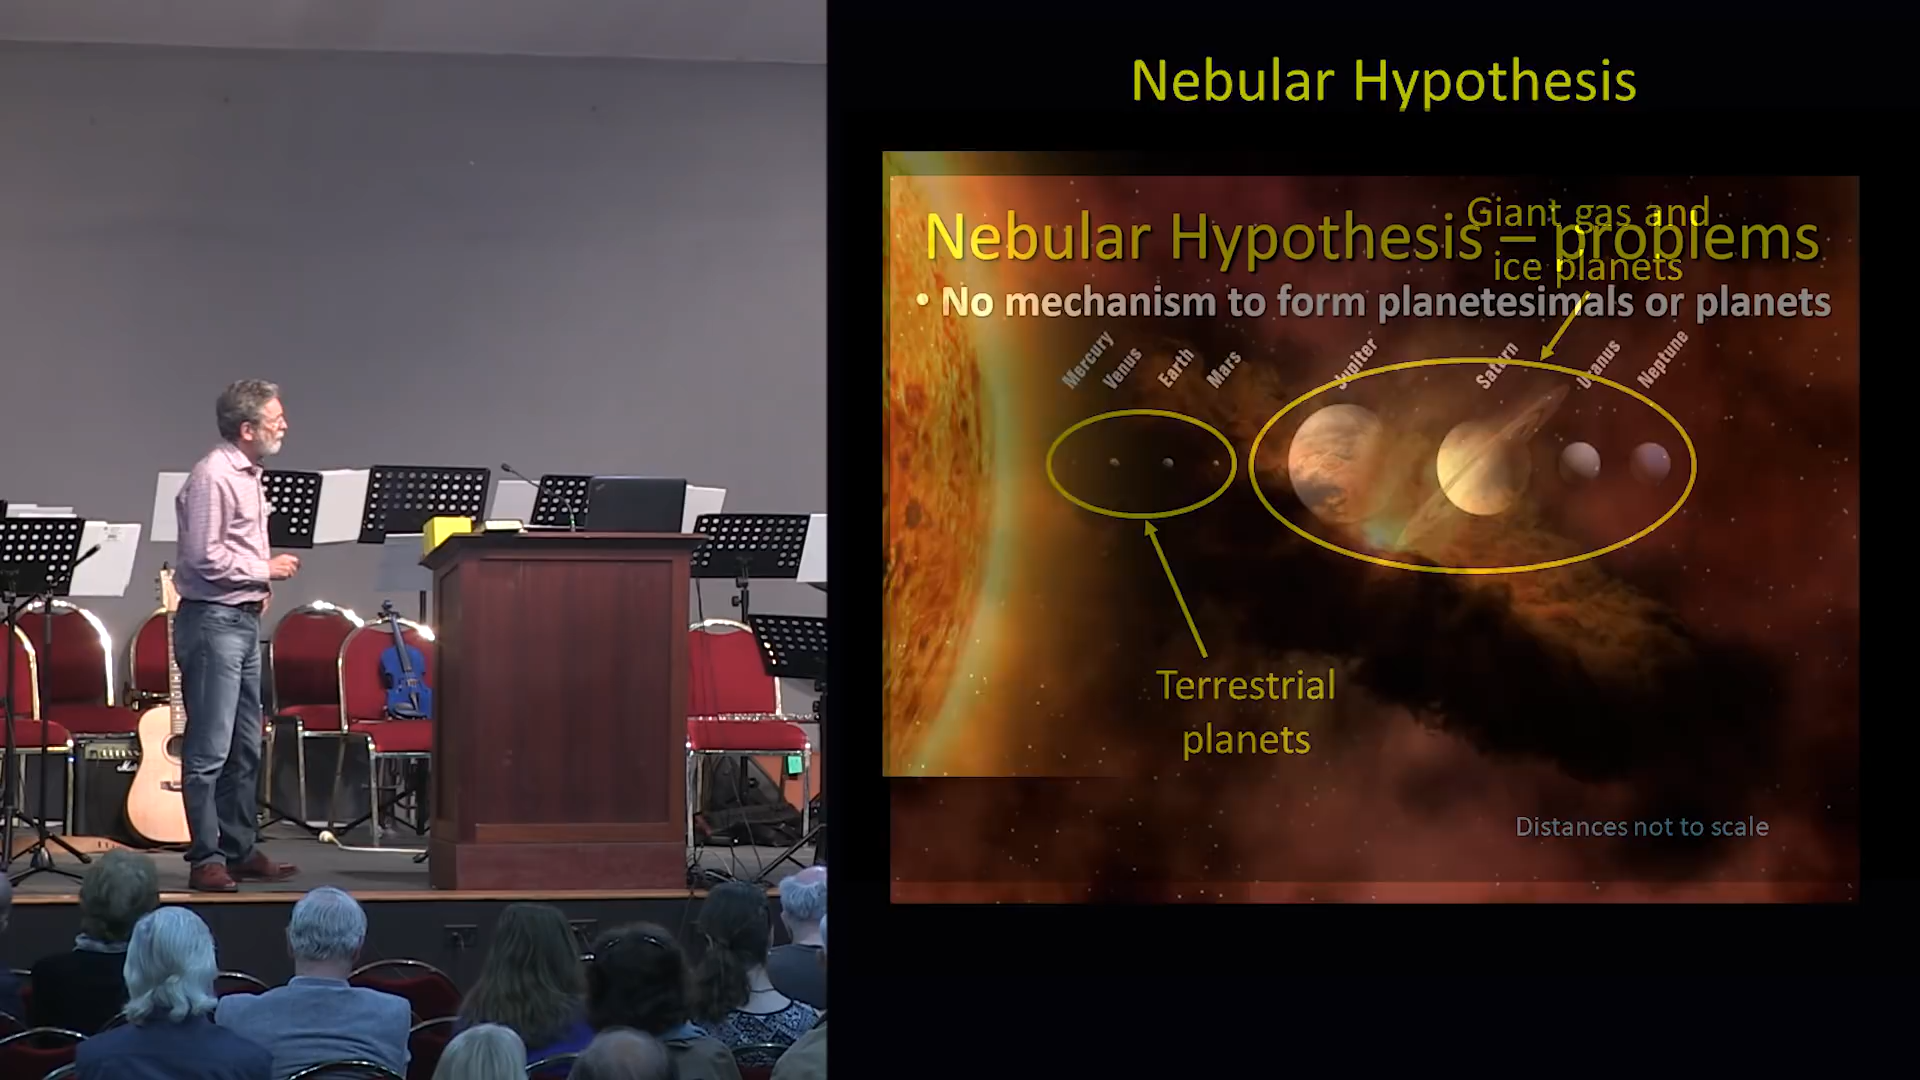 Nebular Hypothesis
Nebular Hypothesis – problems
Giant gas and
ice planets
• No mechanism to form planetesimals or planets
Mercury
Venus
Earth
Mars
Jupiter
Saturn
Uranus
Neptune
Terrestrial
planets
Distances not to scale